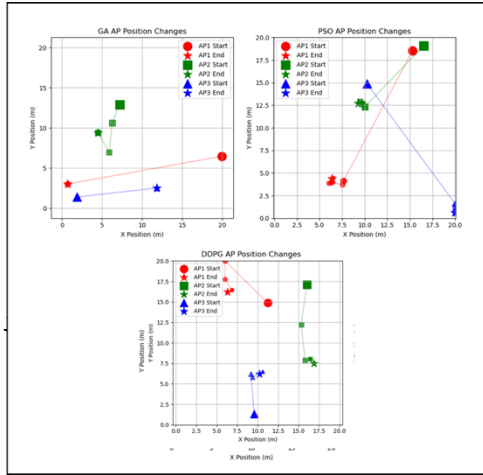 GA AP Position Changes
20
15
10
5
0
Y Position (m)
0 5 10 15 20
X Position (m)
AP1 Start
AP1 End
AP2 Start
AP2 End
AP3 Start
AP3 End
PSO AP Position Changes
20.0
17.5
15.0
12.5
10.0
7.5
5.0
2.5
0.0
Y Position (m)
0.0 2.5 5.0 7.5 10.0 12.5 15.0 17.5 20.0
X Position (m)
AP1 Start
AP1 End
AP2 Start
AP2 End
AP3 Start
AP3 End
DDPG AP Position Changes
20.0
17.5
15.0
12.5
10.0
7.5
5.0
2.5
0.0
Y Position (m)
Y Position (m)
0.0 2.5 5.0 7.5 10.0 12.5 15.0 17.5 20.0
X Position (m)
X Position (m)
AP1 Start
AP1 End
AP2 Start
AP2 End
AP3 Start
AP3 End